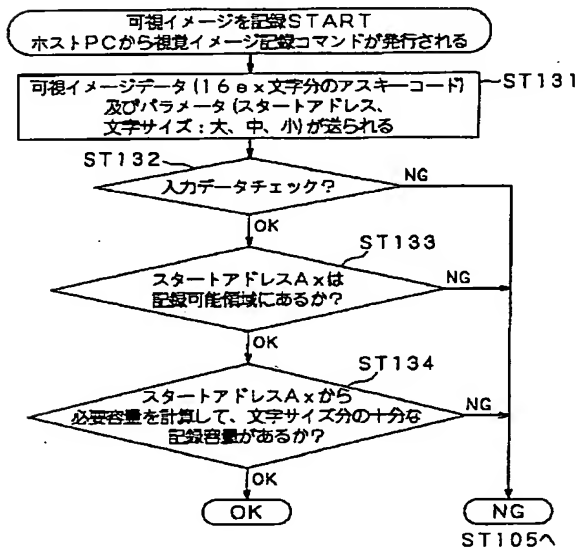 可視イメージを記録START
ホストPCから視覚イメージ記録コマンドが発行される
可視イメージデータ(16ex文字分のアスキーコード)
及びパラメータ(スタートアドレス、
文字サイズ:大、中、小)が送られる
ST131
ST132
入力データチェック?
NG
OK
ST133
スタートアドレスAxは
記録可能領域にあるか?
NG
OK
ST134
スタートアドレスAxから
必要容量を計算して、文字サイズ分の十分な
記録容量があるか?
NG
OK
OK
NG
ST105へ